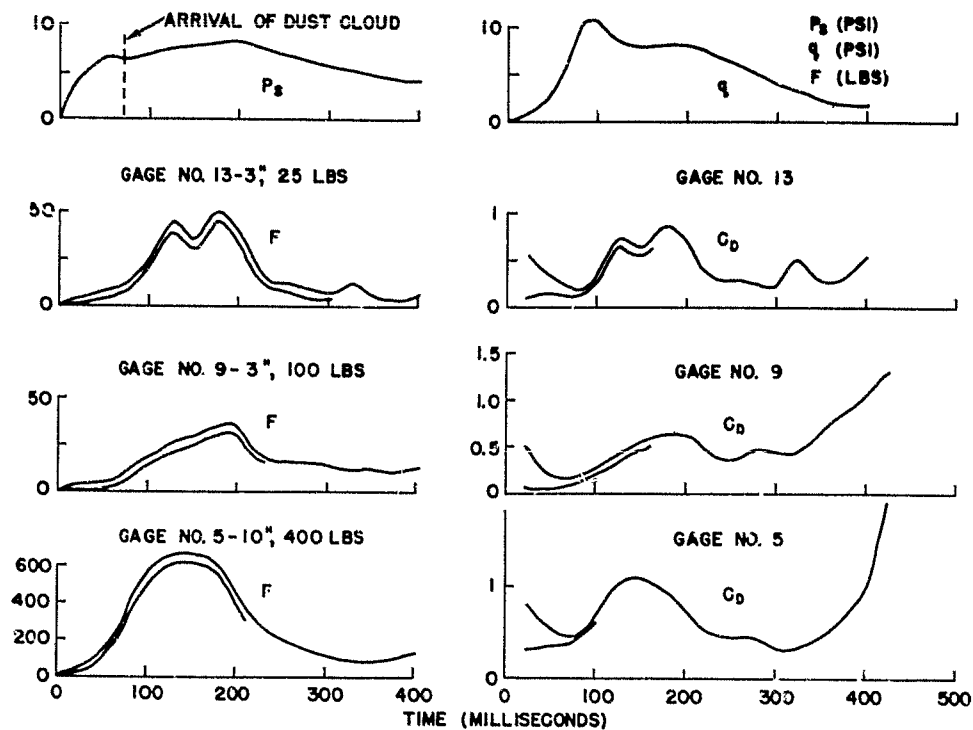 10
ARRIVAL OF DUST CLOUD
Ps
0
10
Ps (PSI)
q (PSI)
F (LBS)
q
0
GAGE NO. 13-3", 25 LBS
50
F
0
GAGE NO. 13
1
CD
0
GAGE NO. 9-3", 100 LBS
50
F
0
GAGE NO. 9
1.5
1.0
0.5
0
CD
GAGE NO. 5-10", 400 LBS
600
400
200
0
F
GAGE NO. 5
1
CD
0
0 100 200 300 400
0 100 200 300 400 500
TIME (MILLISECONDS)